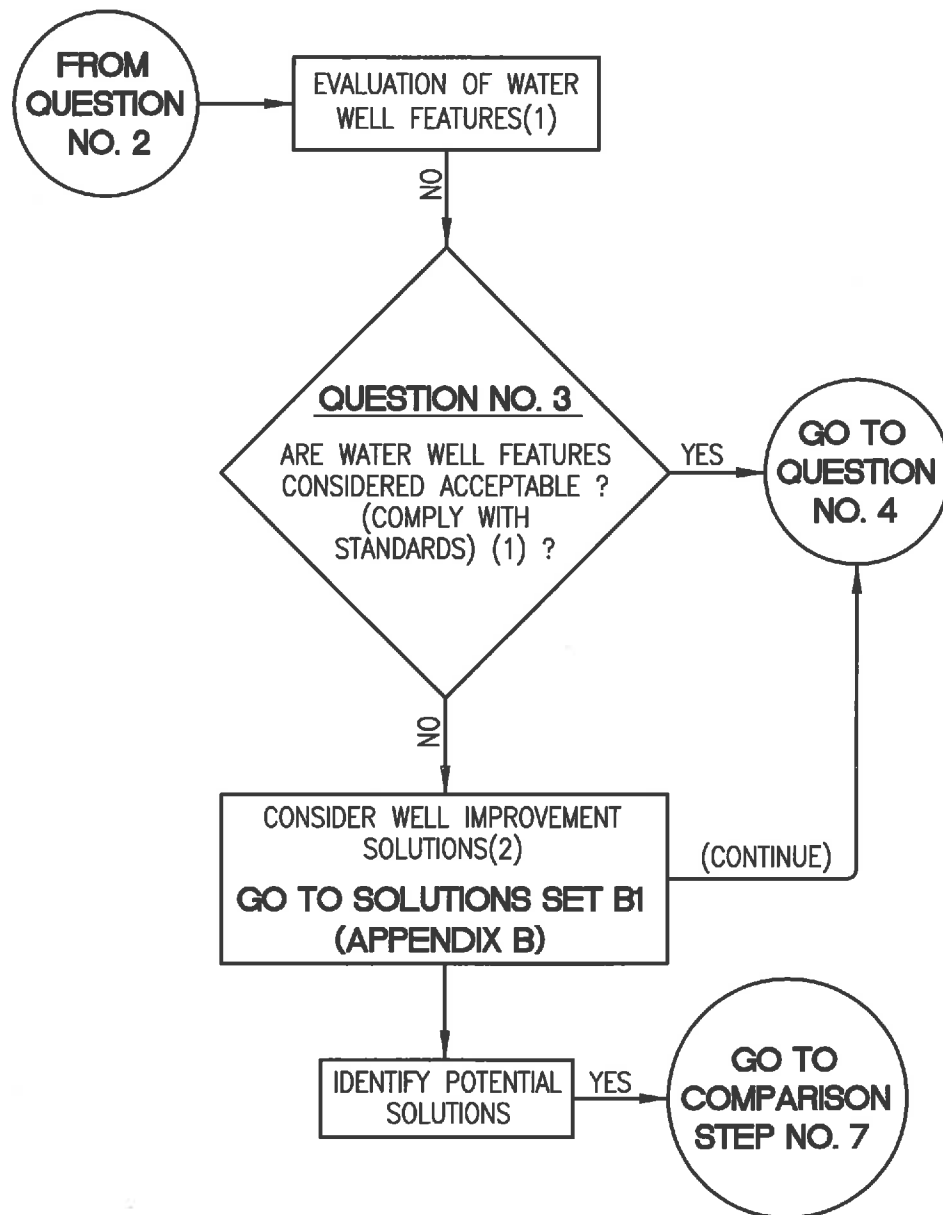 FROM
QUESTION
NO. 2
EVALUATION OF WATER
WELL FEATURES(1)
NO
QUESTION NO. 3
ARE WATER WELL FEATURES
CONSIDERED ACCEPTABLE ?
(COMPLY WITH
STANDARDS) (1) ?
YES
GO TO
QUESTION
NO. 4
NO
CONSIDER WELL IMPROVEMENT
SOLUTIONS(2)
GO TO SOLUTIONS SET B1
(APPENDIX B)
(CONTINUE)
IDENTIFY POTENTIAL
SOLUTIONS
YES
GO TO
COMPARISON
STEP NO. 7